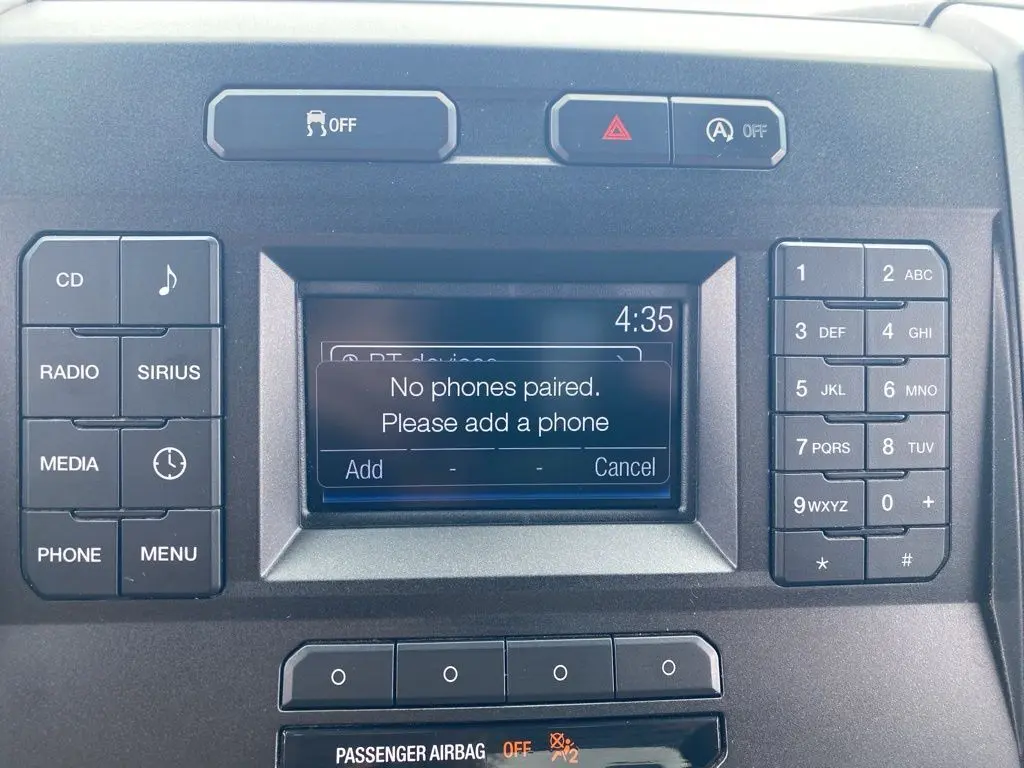 OFF
OFF
CD
RADIO
SIRIUS
MEDIA
PHONE
MENU
4:35
BT devices
No phones paired.
Please add a phone
Add - - Cancel
1
2 ABC
3 DEF
4 GHI
5 JKL
6 MNO
7 PQRS
8 TUV
9 WXYZ
0 +
*
#
PASSENGER AIRBAG OFF 2